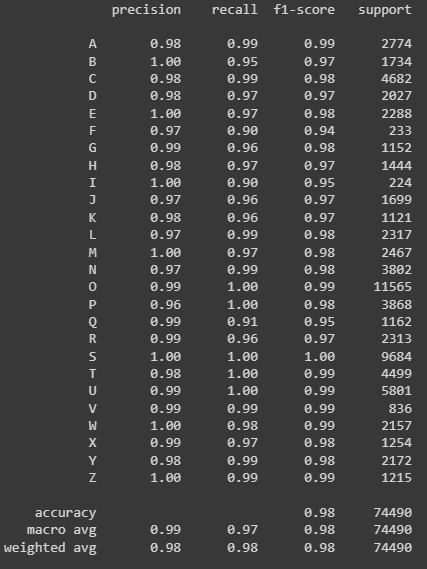 precision recall f1-score support
A 0.98 0.99 0.99 2774
B 1.00 0.95 0.97 1734
C 0.98 0.99 0.98 4682
D 0.98 0.97 0.97 2027
E 1.00 0.97 0.98 2288
F 0.97 0.90 0.94 233
G 0.99 0.96 0.98 1152
H 0.98 0.97 0.97 1444
I 1.00 0.90 0.95 224
J 0.97 0.96 0.97 1699
K 0.98 0.96 0.97 1121
L 0.97 0.99 0.98 2317
M 1.00 0.97 0.98 2467
N 0.97 0.99 0.98 3802
O 0.99 1.00 0.99 11565
P 0.96 1.00 0.98 3868
Q 0.99 0.91 0.95 1162
R 0.99 0.96 0.97 2313
S 1.00 1.00 1.00 9684
T 0.98 1.00 0.99 4499
U 0.99 1.00 0.99 5801
V 0.99 0.99 0.99 836
W 1.00 0.98 0.99 2157
X 0.99 0.97 0.98 1254
Y 0.98 0.99 0.98 2172
Z 1.00 0.99 0.99 1215
accuracy 0.98 74490
macro avg 0.99 0.97 0.98 74490
weighted avg 0.98 0.98 0.98 74490